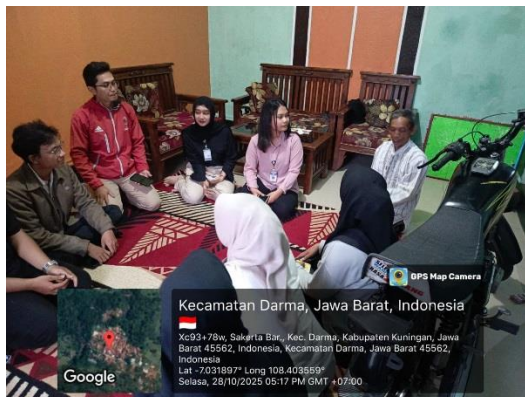 GPS Map Camera
Kecamatan Darma, Jawa Barat, Indonesia
Xc93+78w, Sakerta Bar., Kec. Darma, Kabupaten Kuningan, Jawa
Barat 45562, Indonesia, Kecamatan Darma, Jawa Barat 45562,
Indonesia
Lat -7.031897° Long 108.403559°
Selasa, 28/10/2025 05:17 PM GMT +07:00
Google